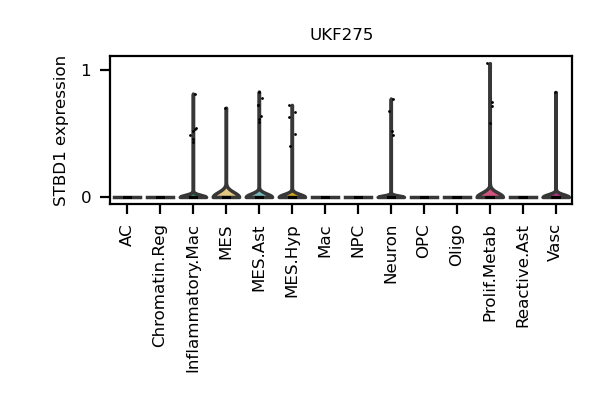 UKF275
STBD1 expression
1
0
AC
Chromatin.Reg
Inflammatory.Mac
MES
MES.Ast
MES.Hyp
Mac
NPC
Neuron
OPC
Oligo
Prolif.Metab
Reactive.Ast
Vasc